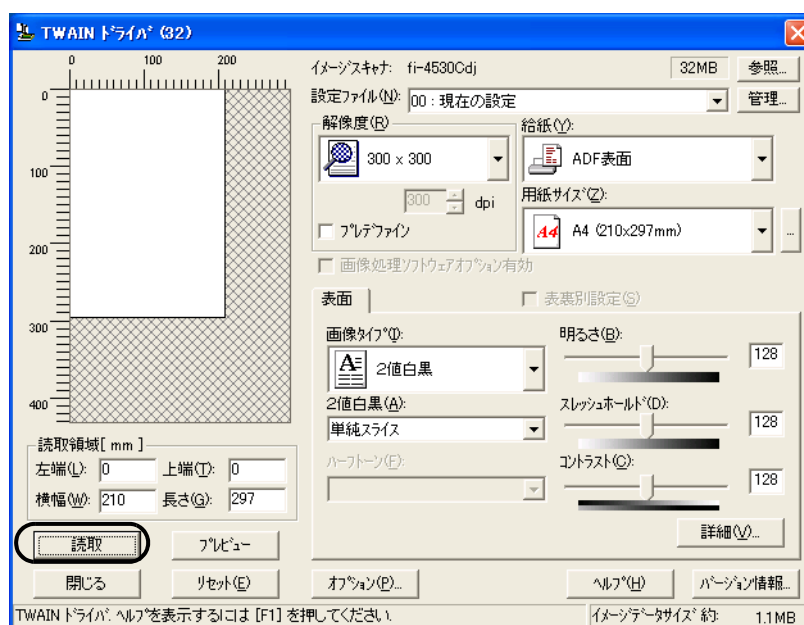 TWAIN ﾄﾞﾗｲﾊﾞ (32)
0 100 200
0
100
200
300
400
ｲﾒｰｼﾞｽｷｬﾅ: fi-4530Cdj 32MB 参照...
設定ﾌｧｲﾙ(N): 00 : 現在の設定 管理...
解像度(R)
300 x 300
300 dpi
ﾌﾟﾚﾃﾞﾌｧｲﾝ
給紙(Y):
ADF表面
用紙ｻｲｽﾞ(Z):
A4 A4 (210x297mm) ...
画像処理ｿﾌﾄｳｪｱｵﾌﾟｼｮﾝ有効
表面 表裏別設定(S)
画像ﾀｲﾌﾟ(I):
A 2値白黒
2値白黒(A):
単純ｽﾗｲｽ
ﾊｰﾌﾄｰﾝ(F):
明るさ(B):
128
ｽﾚｯｼｭﾎｰﾙﾄﾞ(D):
128
ｺﾝﾄﾗｽﾄ(C):
128
詳細(V)...
読取領域[ mm ]
左端(L): 0 上端(T): 0
横幅(W): 210 長さ(G): 297
読取 ﾌﾟﾚﾋﾞｭｰ
閉じる ﾘｾｯﾄ(E) ｵﾌﾟｼｮﾝ(P)... ﾍﾙﾌﾟ(H) ﾊﾞｰｼﾞｮﾝ情報...
TWAIN ﾄﾞﾗｲﾊﾞ. ﾍﾙﾌﾟを表示するには [F1] を押してください. ｲﾒｰｼﾞﾃﾞｰﾀｻｲｽﾞ 約: 1.1MB